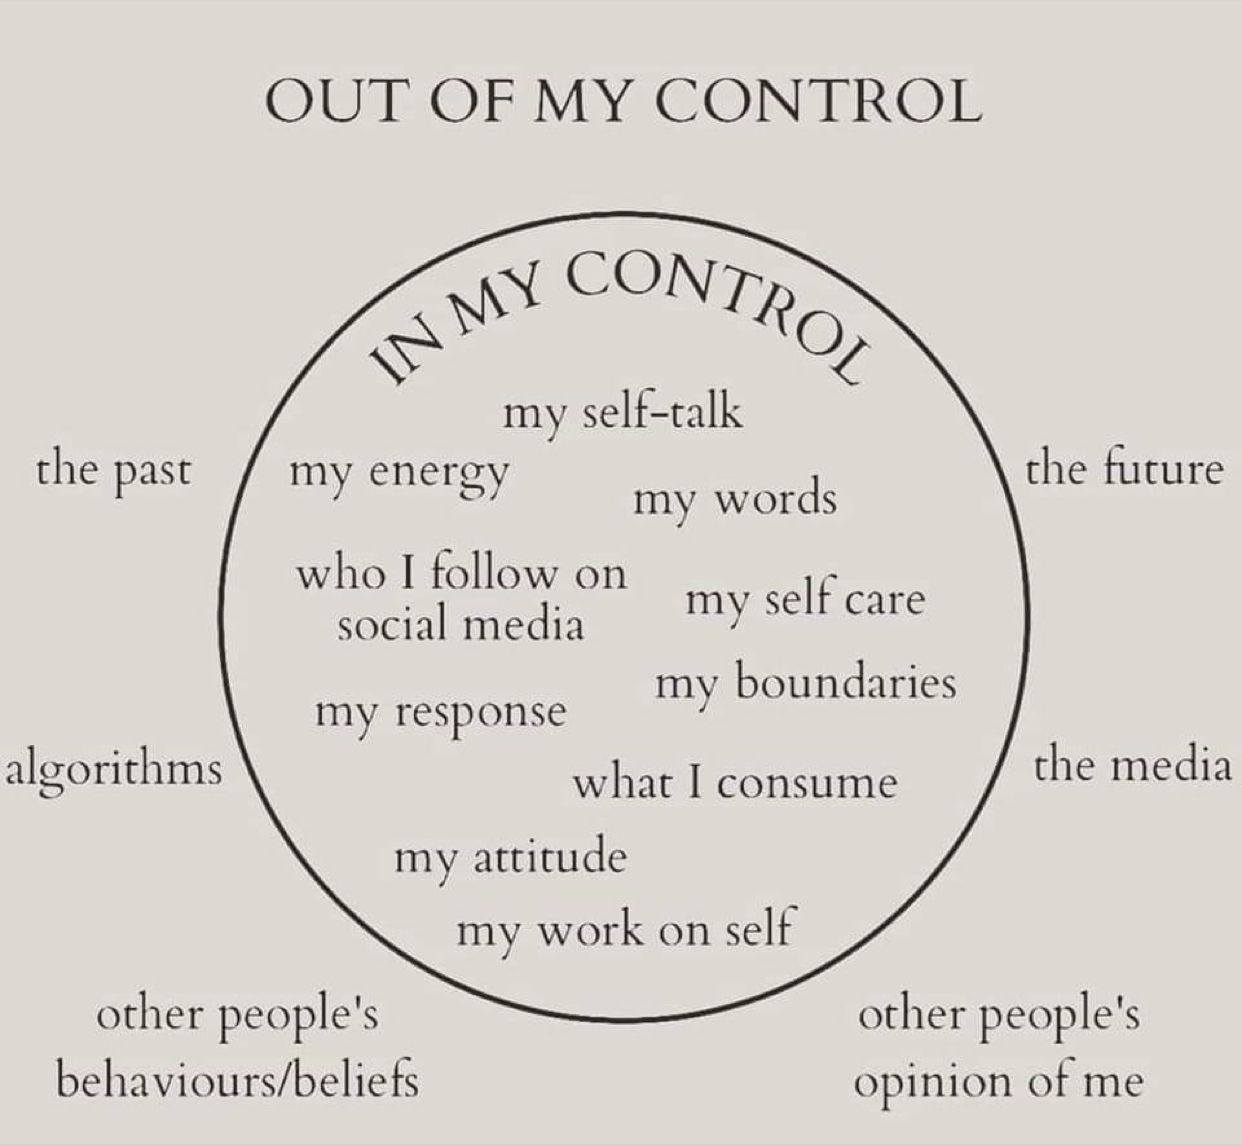 OUT OF MY CONTROL
IN MY CONTROL
my self-talk
the past
my energy
my words
the future
who I follow on
social media
my self care
my boundaries
my response
algorithms
the media
what I consume
my attitude
my work on self
other people's
behaviours/beliefs
other people's
opinion of me